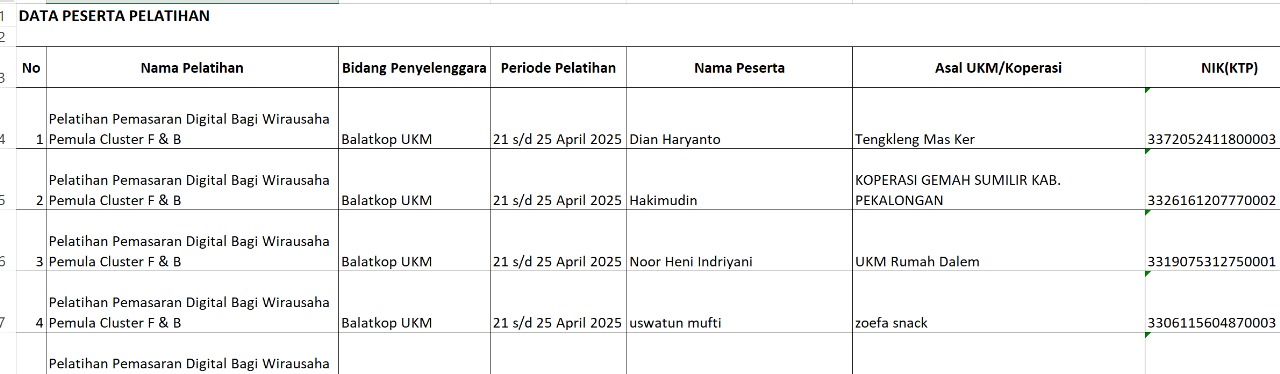 1 DATA PESERTA PELATIHAN
2
3 No Nama Pelatihan Bidang Penyelenggara Periode Pelatihan Nama Peserta Asal UKM/Koperasi NIK(KTP)
Pelatihan Pemasaran Digital Bagi Wirausaha
4 1 Pemula Cluster F & B Balatkop UKM 21 s/d 25 April 2025 Dian Haryanto Tengkleng Mas Ker 3372052411800003
Pelatihan Pemasaran Digital Bagi Wirausaha KOPERASI GEMAH SUMILIR KAB.
5 2 Pemula Cluster F & B Balatkop UKM 21 s/d 25 April 2025 Hakimudin PEKALONGAN 3326161207770002
Pelatihan Pemasaran Digital Bagi Wirausaha
6 3 Pemula Cluster F & B Balatkop UKM 21 s/d 25 April 2025 Noor Heni Indriyani UKM Rumah Dalem 3319075312750001
Pelatihan Pemasaran Digital Bagi Wirausaha
7 4 Pemula Cluster F & B Balatkop UKM 21 s/d 25 April 2025 uswatun mufti zoefa snack 3306115604870003
Pelatihan Pemasaran Digital Bagi Wirausaha